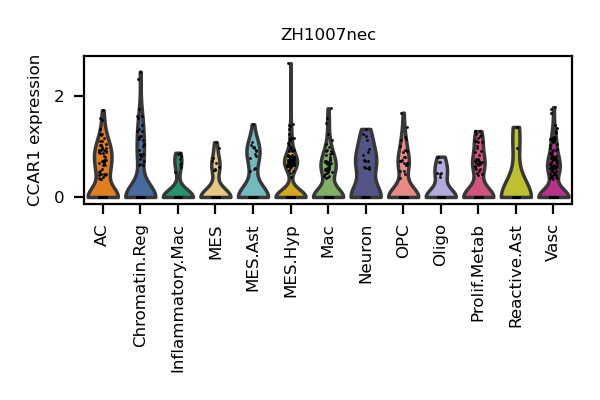 ZH1007nec
CCAR1 expression
2
0
AC
Chromatin.Reg
Inflammatory.Mac
MES
MES.Ast
MES.Hyp
Mac
Neuron
OPC
Oligo
Prolif.Metab
Reactive.Ast
Vasc